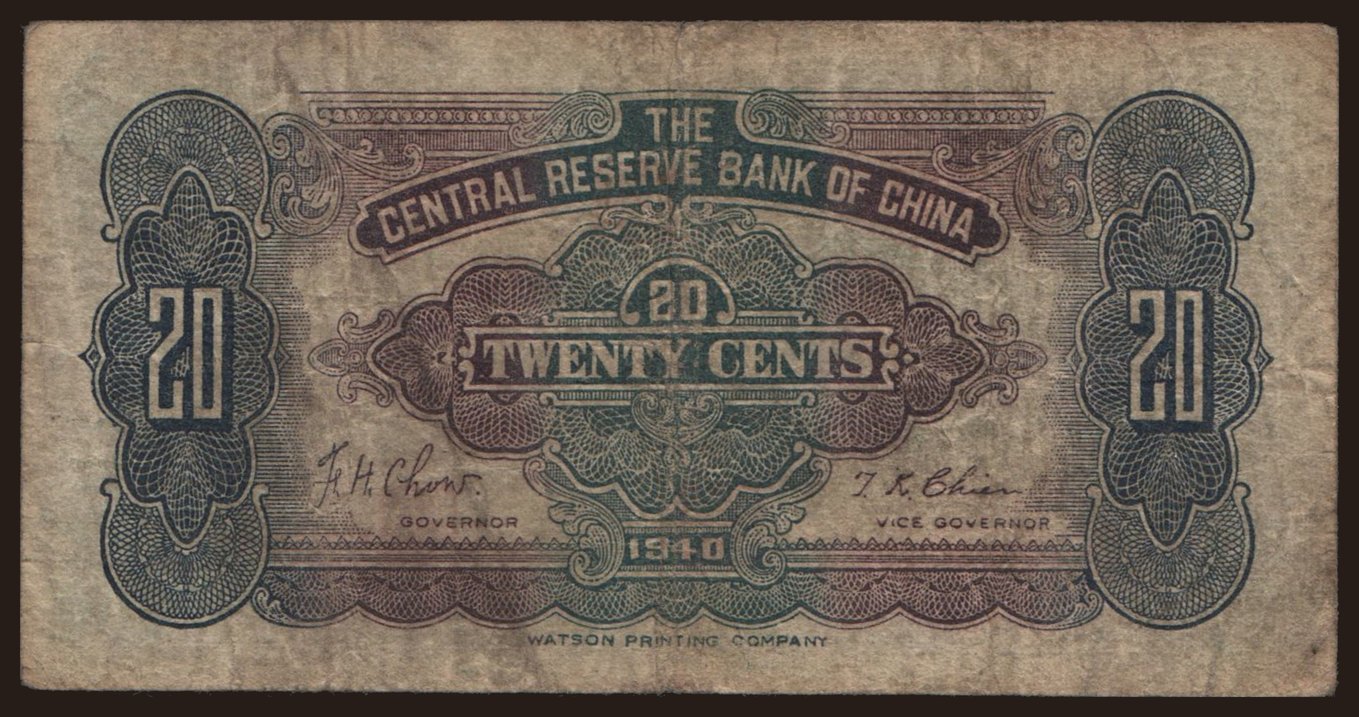 THE
CENTRAL RESERVE BANK OF CHINA
20
20 TWENTY CENTS 20
F. H. Chow. T. K. Chien
GOVERNOR VICE GOVERNOR
1940
WATSON PRINTING COMPANY